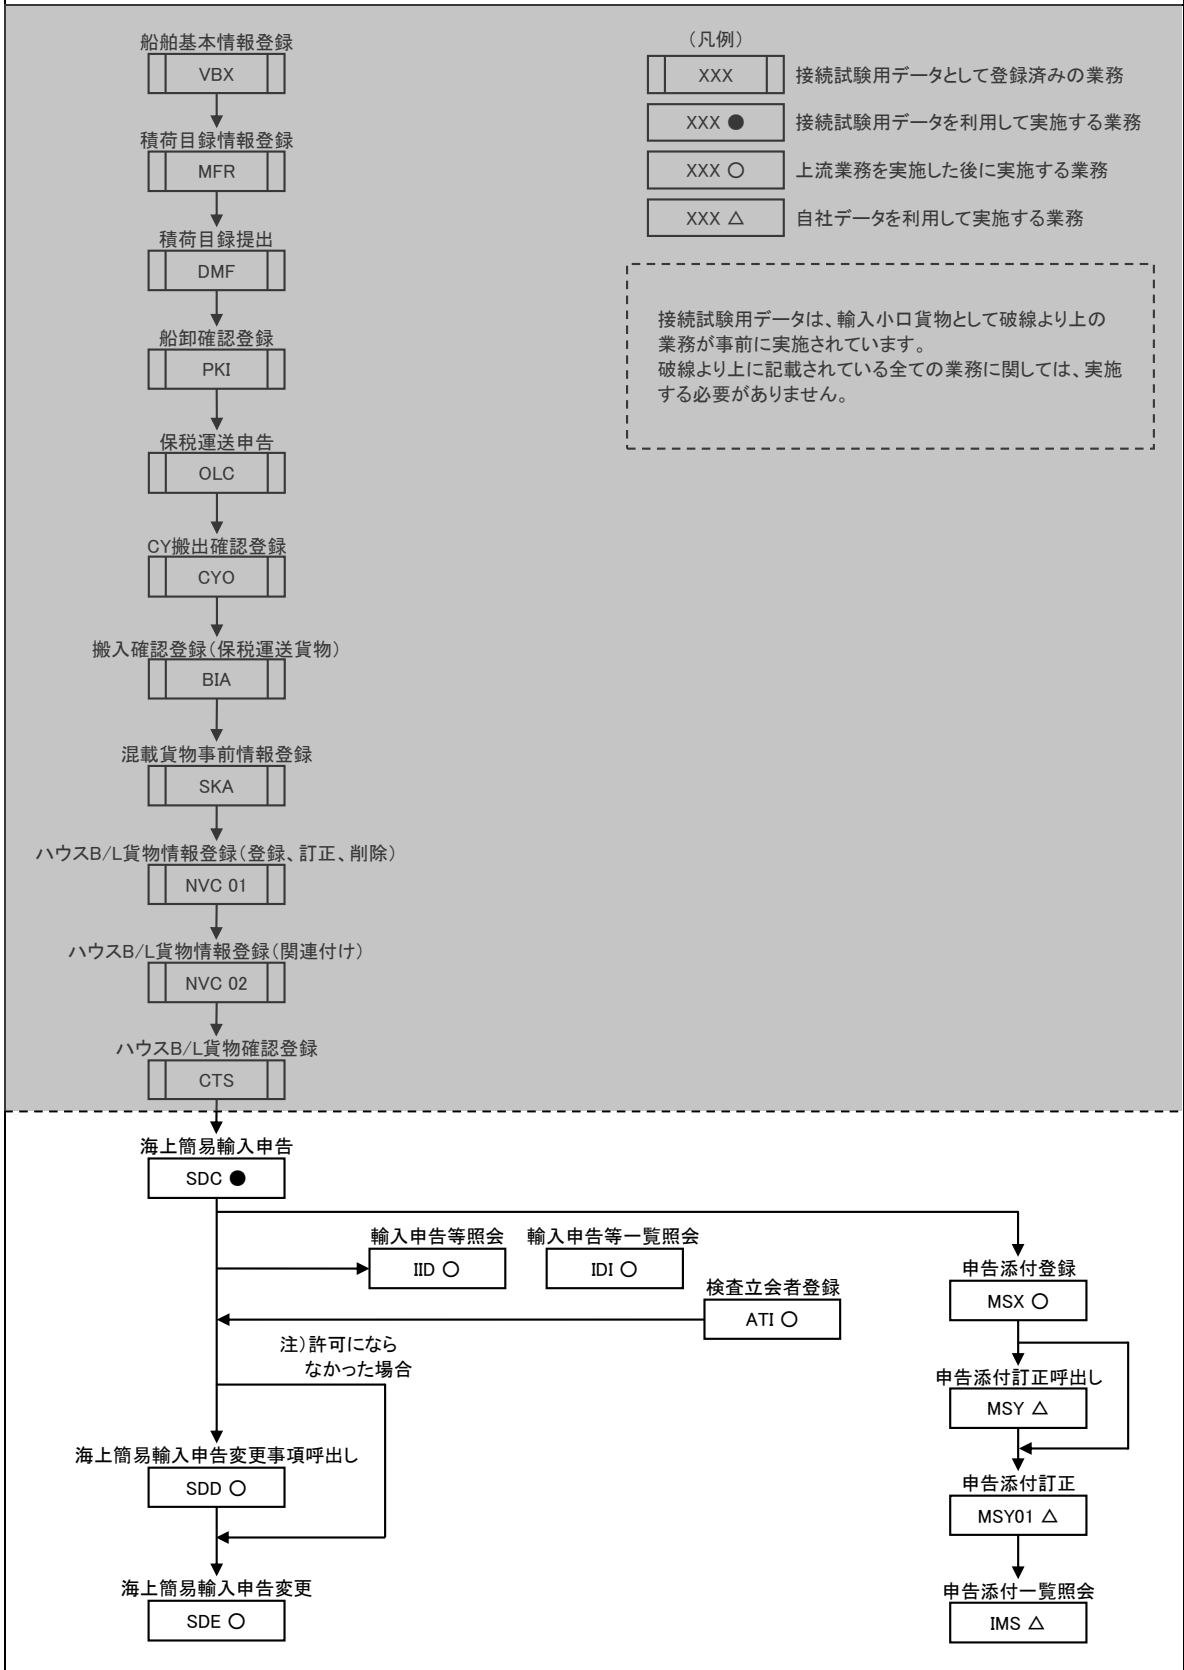 船舶基本情報登録
VBX
積荷目録情報登録
MFR
積荷目録提出
DMF
船卸確認登録
PKI
保税運送申告
OLC
CY搬出確認登録
CYO
搬入確認登録(保税運送貨物)
BIA
混載貨物事前情報登録
SKA
ハウスB/L貨物情報登録(登録、訂正、削除)
NVC 01
ハウスB/L貨物情報登録(関連付け)
NVC 02
ハウスB/L貨物確認登録
CTS
(凡例)
XXX 接続試験用データとして登録済みの業務
XXX ● 接続試験用データを利用して実施する業務
XXX ○ 上流業務を実施した後に実施する業務
XXX △ 自社データを利用して実施する業務
接続試験用データは、輸入小口貨物として破線より上の
業務が事前に実施されています。
破線より上に記載されている全ての業務に関しては、実施
する必要がありません。
海上簡易輸入申告
SDC ●
輸入申告等照会
IID ○
輸入申告等一覧照会
IDI ○
検査立会者登録
ATI ○
注)許可になら
なかった場合
海上簡易輸入申告変更事項呼出し
SDD ○
海上簡易輸入申告変更
SDE ○
申告添付登録
MSX ○
申告添付訂正呼出し
MSY △
申告添付訂正
MSY01 △
申告添付一覧照会
IMS △